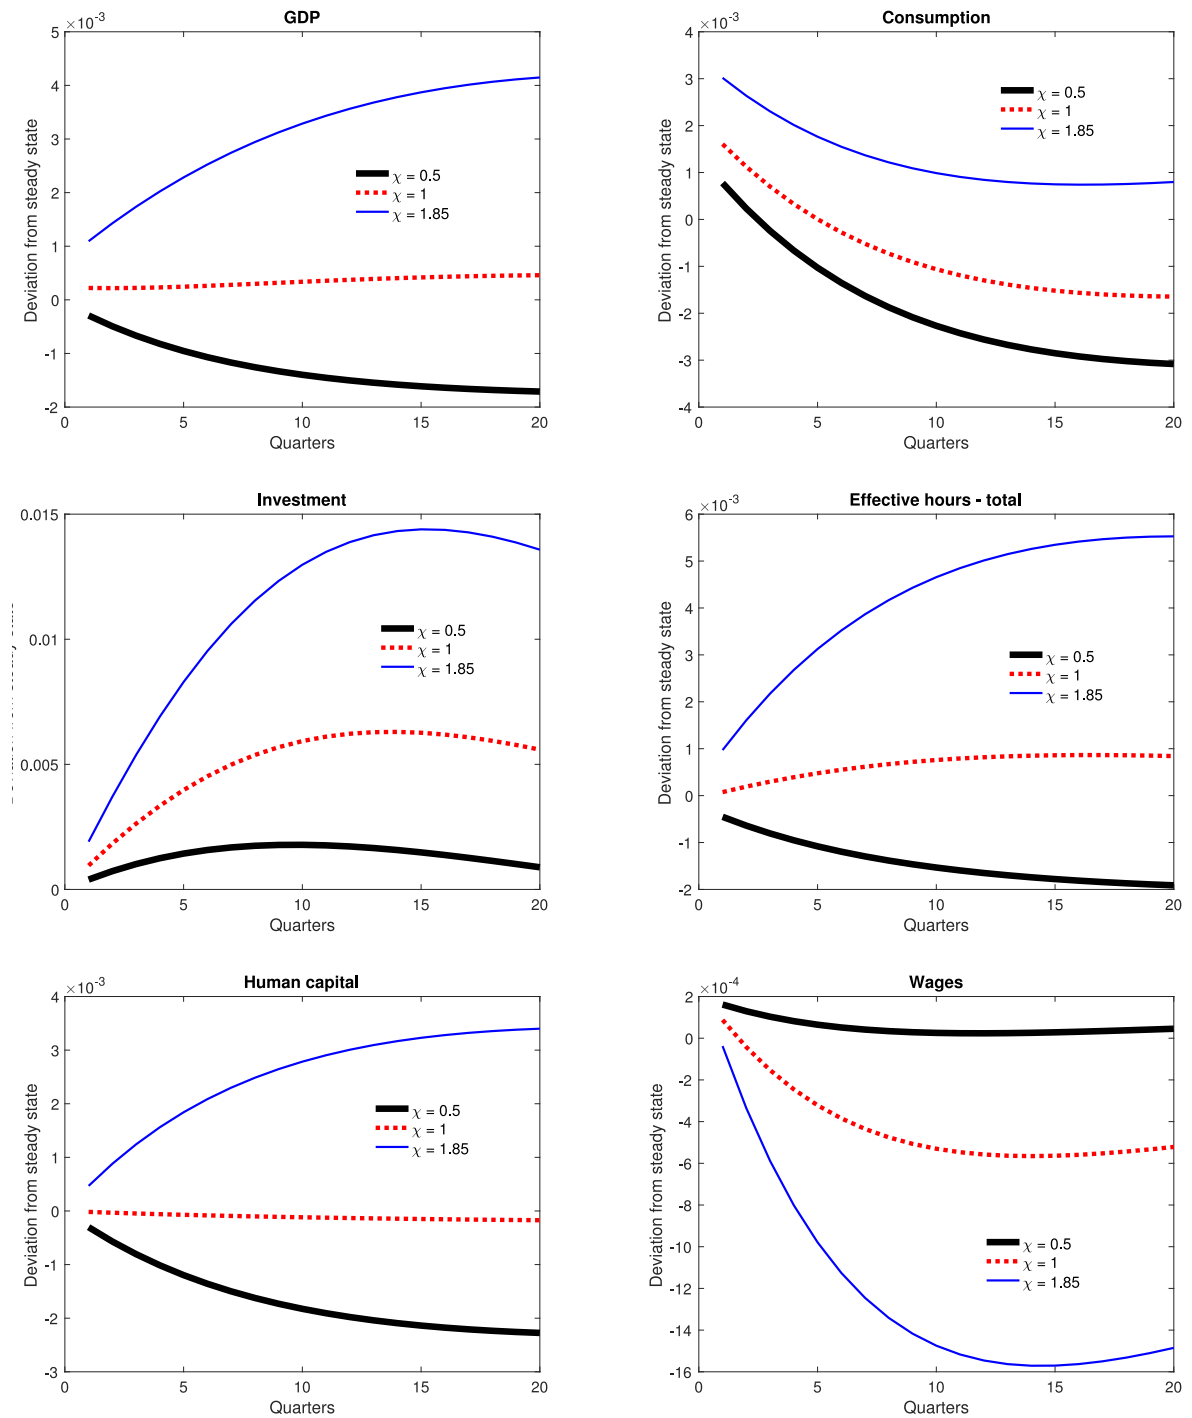 GDP
×10⁻³
5
4
3
2
1
0
-1
-2
Deviation from steady state
χ = 0.5
χ = 1
χ = 1.85
0 5 10 15 20
Quarters
Consumption
×10⁻³
4
3
2
1
0
-1
-2
-3
-4
Deviation from steady state
χ = 0.5
χ = 1
χ = 1.85
0 5 10 15 20
Quarters
Investment
0.015
0.01
0.005
0
χ = 0.5
χ = 1
χ = 1.85
0 5 10 15 20
Quarters
Effective hours - total
×10⁻³
6
5
4
3
2
1
0
-1
-2
Deviation from steady state
χ = 0.5
χ = 1
χ = 1.85
0 5 10 15 20
Quarters
Human capital
×10⁻³
4
3
2
1
0
-1
-2
-3
Deviation from steady state
χ = 0.5
χ = 1
χ = 1.85
0 5 10 15 20
Quarters
Wages
×10⁻⁴
2
0
-2
-4
-6
-8
-10
-12
-14
-16
Deviation from steady state
χ = 0.5
χ = 1
χ = 1.85
0 5 10 15 20
Quarters